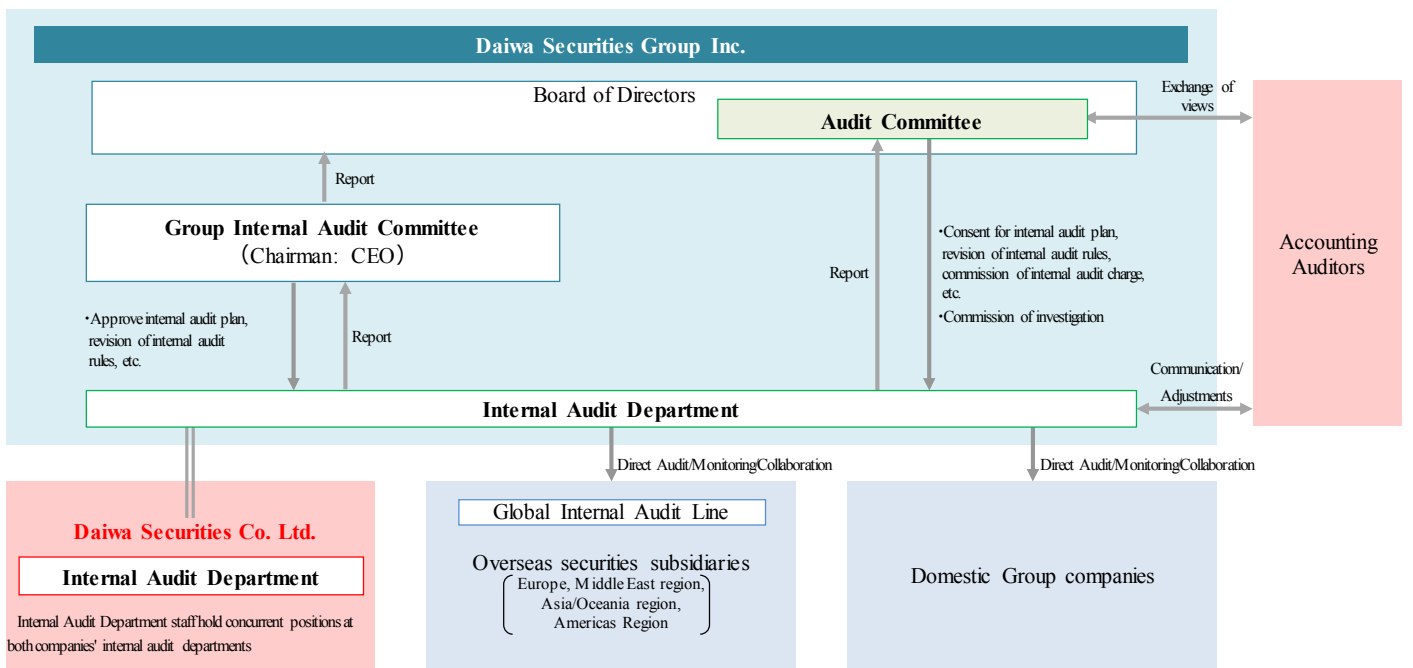 Daiwa Securities Group Inc.
Board of Directors
Audit Committee
Exchange of
views
Report
Group Internal Audit Committee
（Chairman: CEO）
・Consent for internal audit plan,
revision of internal audit rules,
commission of internal audit charge,
etc.
・Commission of investigation
Report
Accounting
Auditors
・Approve internal audit plan,
revision of internal audit
rules, etc.
Report
Communication/
Adjustments
Internal Audit Department
Direct Audit/Monitoring/Collaboration
Direct Audit/Monitoring/Collaboration
Daiwa Securities Co. Ltd.
Internal Audit Department
Internal Audit Department staff hold concurrent positions at
both companies' internal audit departments
Global Internal Audit Line
Overseas securities subsidiaries
Europe, Middle East region,
Asia/Oceania region,
Americas Region
Domestic Group companies